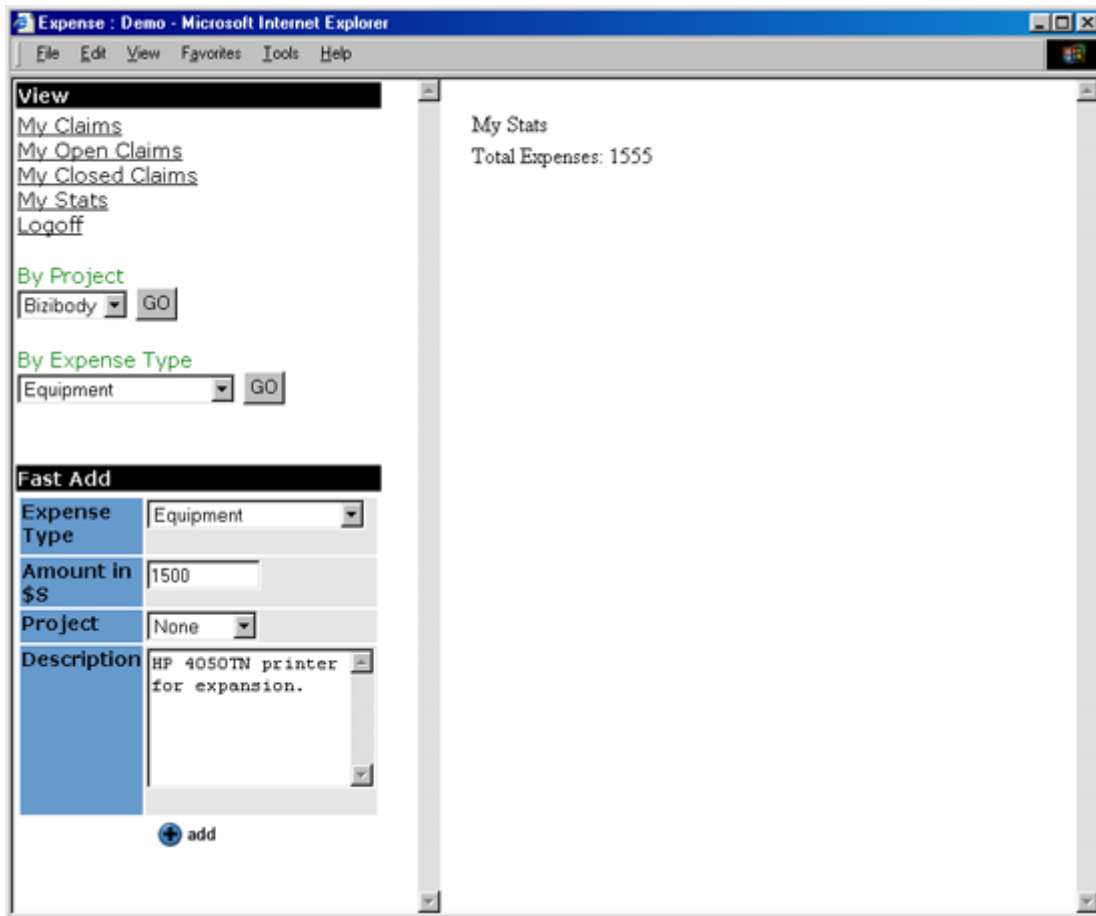 Expense : Demo - Microsoft Internet Explorer
File Edit View Favorites Tools Help
View
My Claims
My Open Claims
My Closed Claims
My Stats
Logoff
By Project
Bizibody GO
By Expense Type
Equipment GO
Fast Add
Expense Equipment
Type
Amount in 1500
$S
Project None
Description HP 4050TN printer
for expansion.
add
My Stats
Total Expenses: 1555